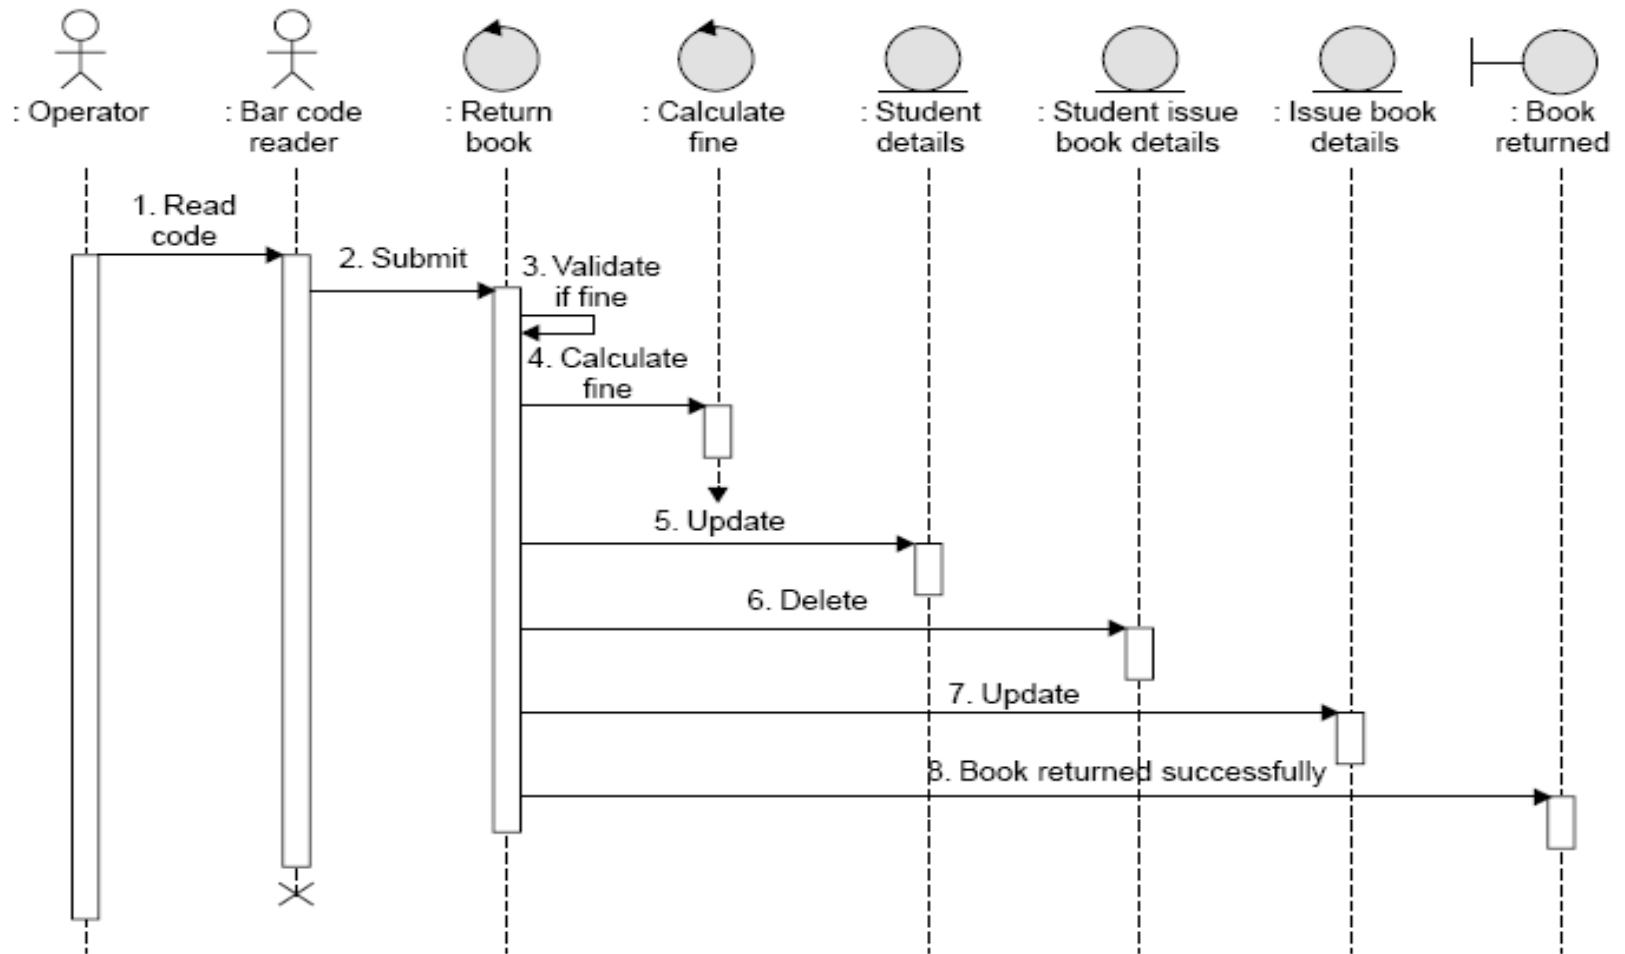 : Operator
: Bar code
reader
: Return
book
: Calculate
fine
: Student
details
: Student issue
book details
: Issue book
details
: Book
returned
1. Read
code
2. Submit
3. Validate
if fine
4. Calculate
fine
5. Update
6. Delete
7. Update
8. Book returned successfully